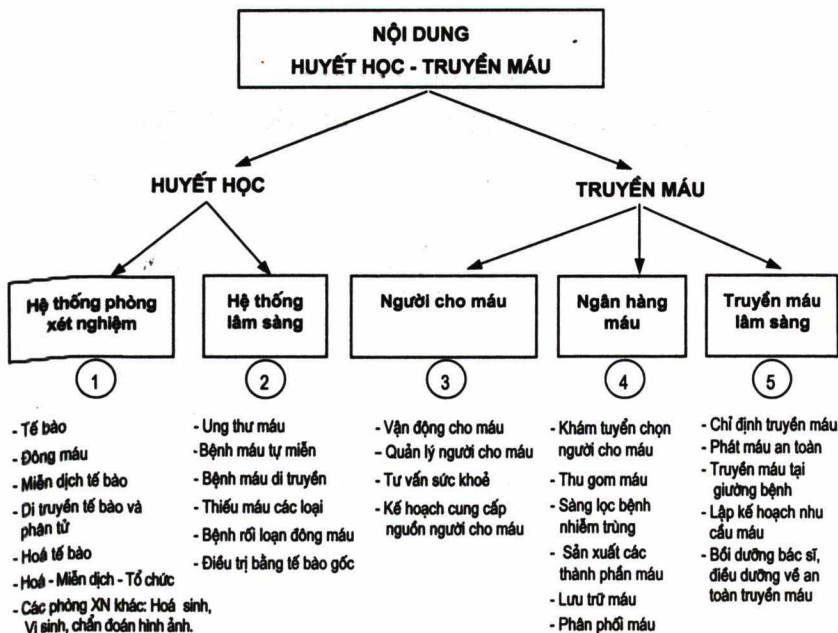 NỘI DUNG
HUYẾT HỌC - TRUYỀN MÁU
HUYẾT HỌC
TRUYỀN MÁU
Hệ thống phòng
xét nghiệm
Hệ thống
lâm sàng
Người cho máu
Ngân hàng
máu
Truyền máu
lâm sàng
1
2
3
4
5
- Tế bào
- Đông máu
- Miễn dịch tế bào
- Di truyền tế bào và
phân tử
- Hoá tế bào
- Hoá - Miễn dịch - Tổ chức
- Các phòng XN khác: Hoá sinh,
Vi sinh, chẩn đoán hình ảnh.
- Ung thư máu
- Bệnh máu tự miễn
- Bệnh máu di truyền
- Thiếu máu các loại
- Bệnh rối loạn đông máu
- Điều trị bằng tế bào gốc
- Vận động cho máu
- Quản lý người cho máu
- Tư vấn sức khoẻ
- Kế hoạch cung cấp
nguồn người cho máu
- Khám tuyển chọn
người cho máu
- Thu gom máu
- Sàng lọc bệnh
nhiễm trùng
- Sản xuất các
thành phần máu
- Lưu trữ máu
- Phân phối máu
- Chỉ định truyền máu
- Phát máu an toàn
- Truyền máu tại
giường bệnh
- Lập kế hoạch nhu
cầu máu
- Bồi dưỡng bác sĩ,
điều dưỡng về an
toàn truyền máu